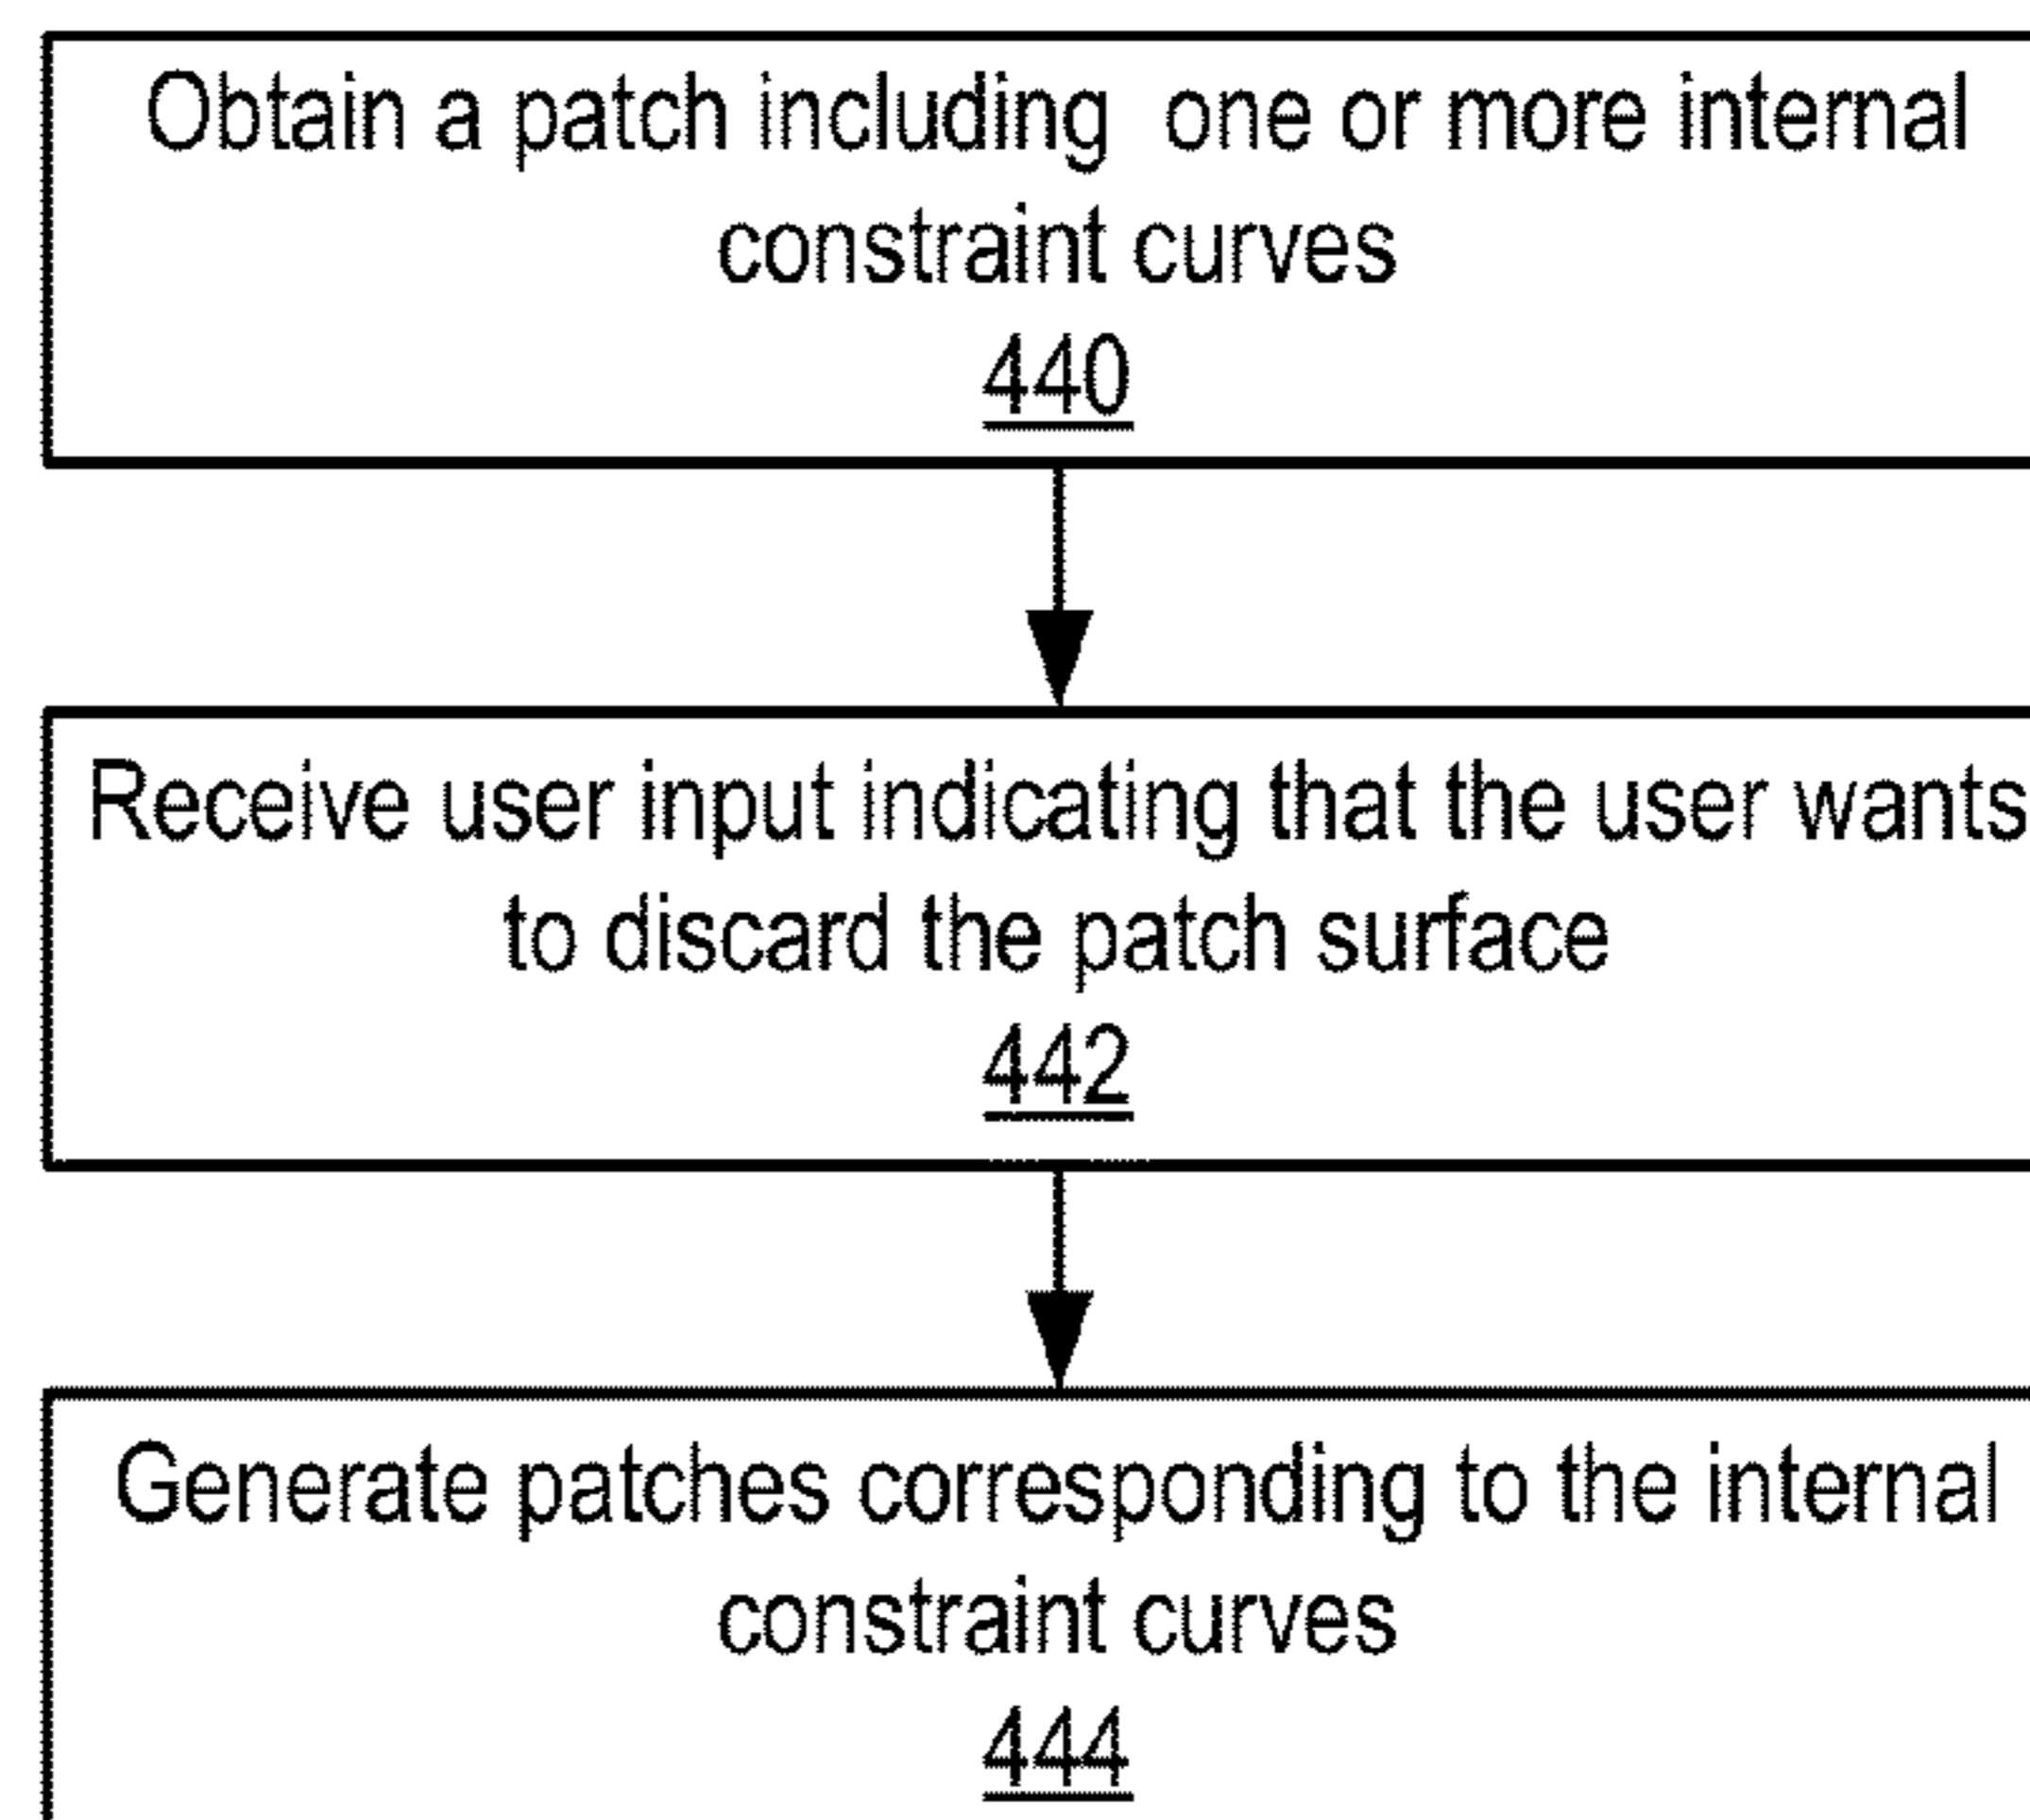 Obtain a patch including one or more internal
constraint curves
440
Receive user input indicating that the user wants
to discard the patch surface
442
Generate patches corresponding to the internal
constraint curves
444